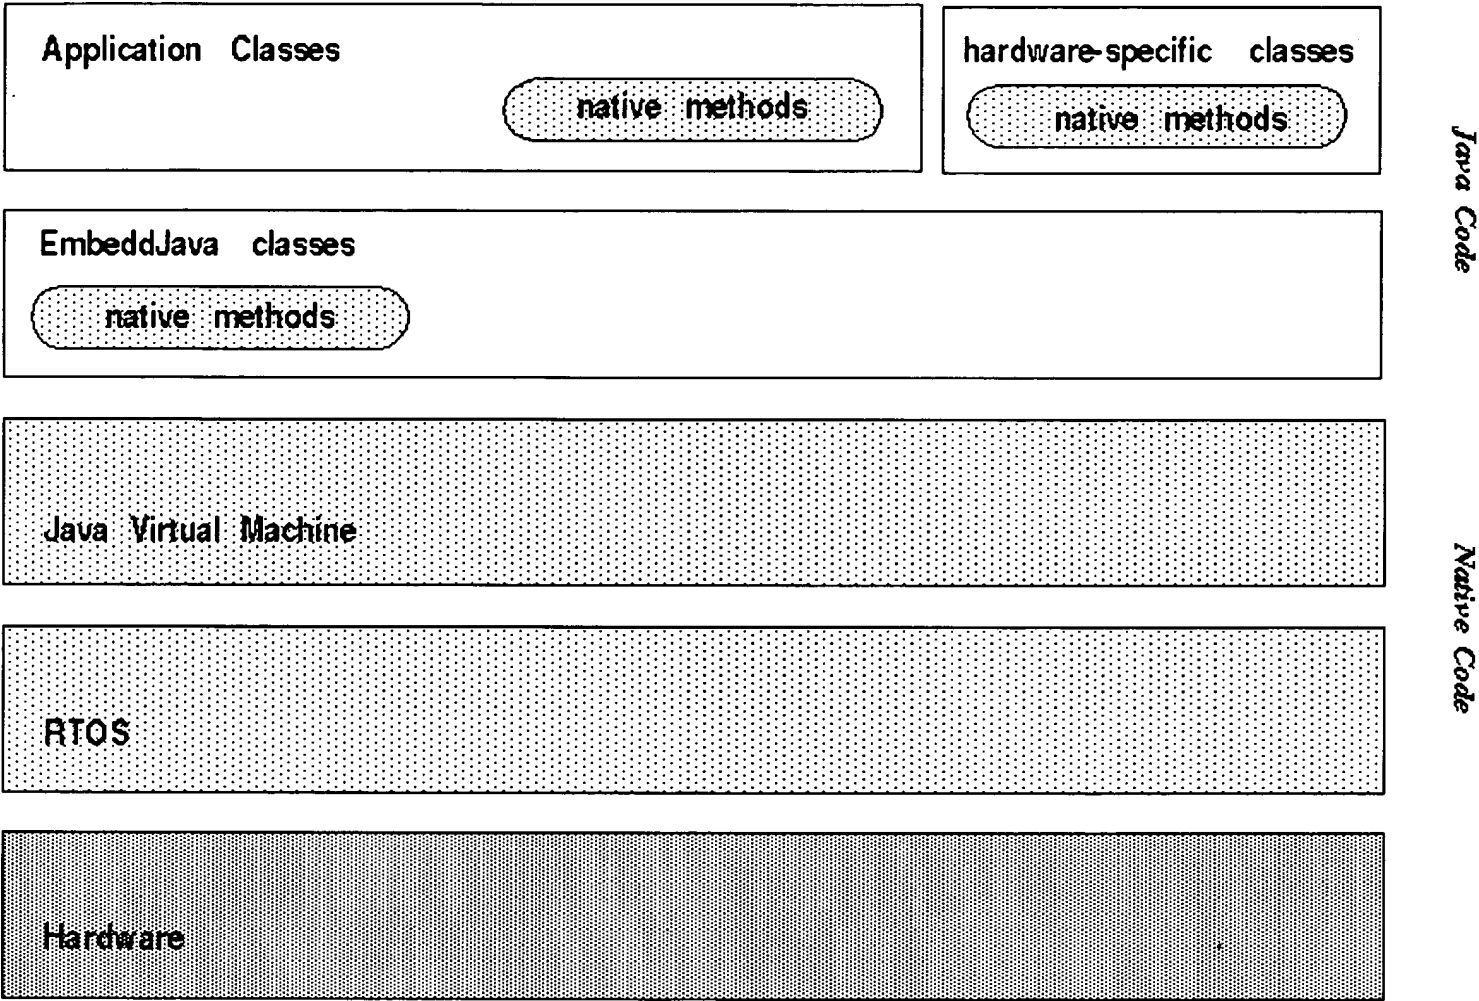 Application Classes
native methods
hardware-specific classes
native methods
EmbeddJava classes
native methods
Java Virtual Machine
RTOS
Hardware
Java Code
Native Code